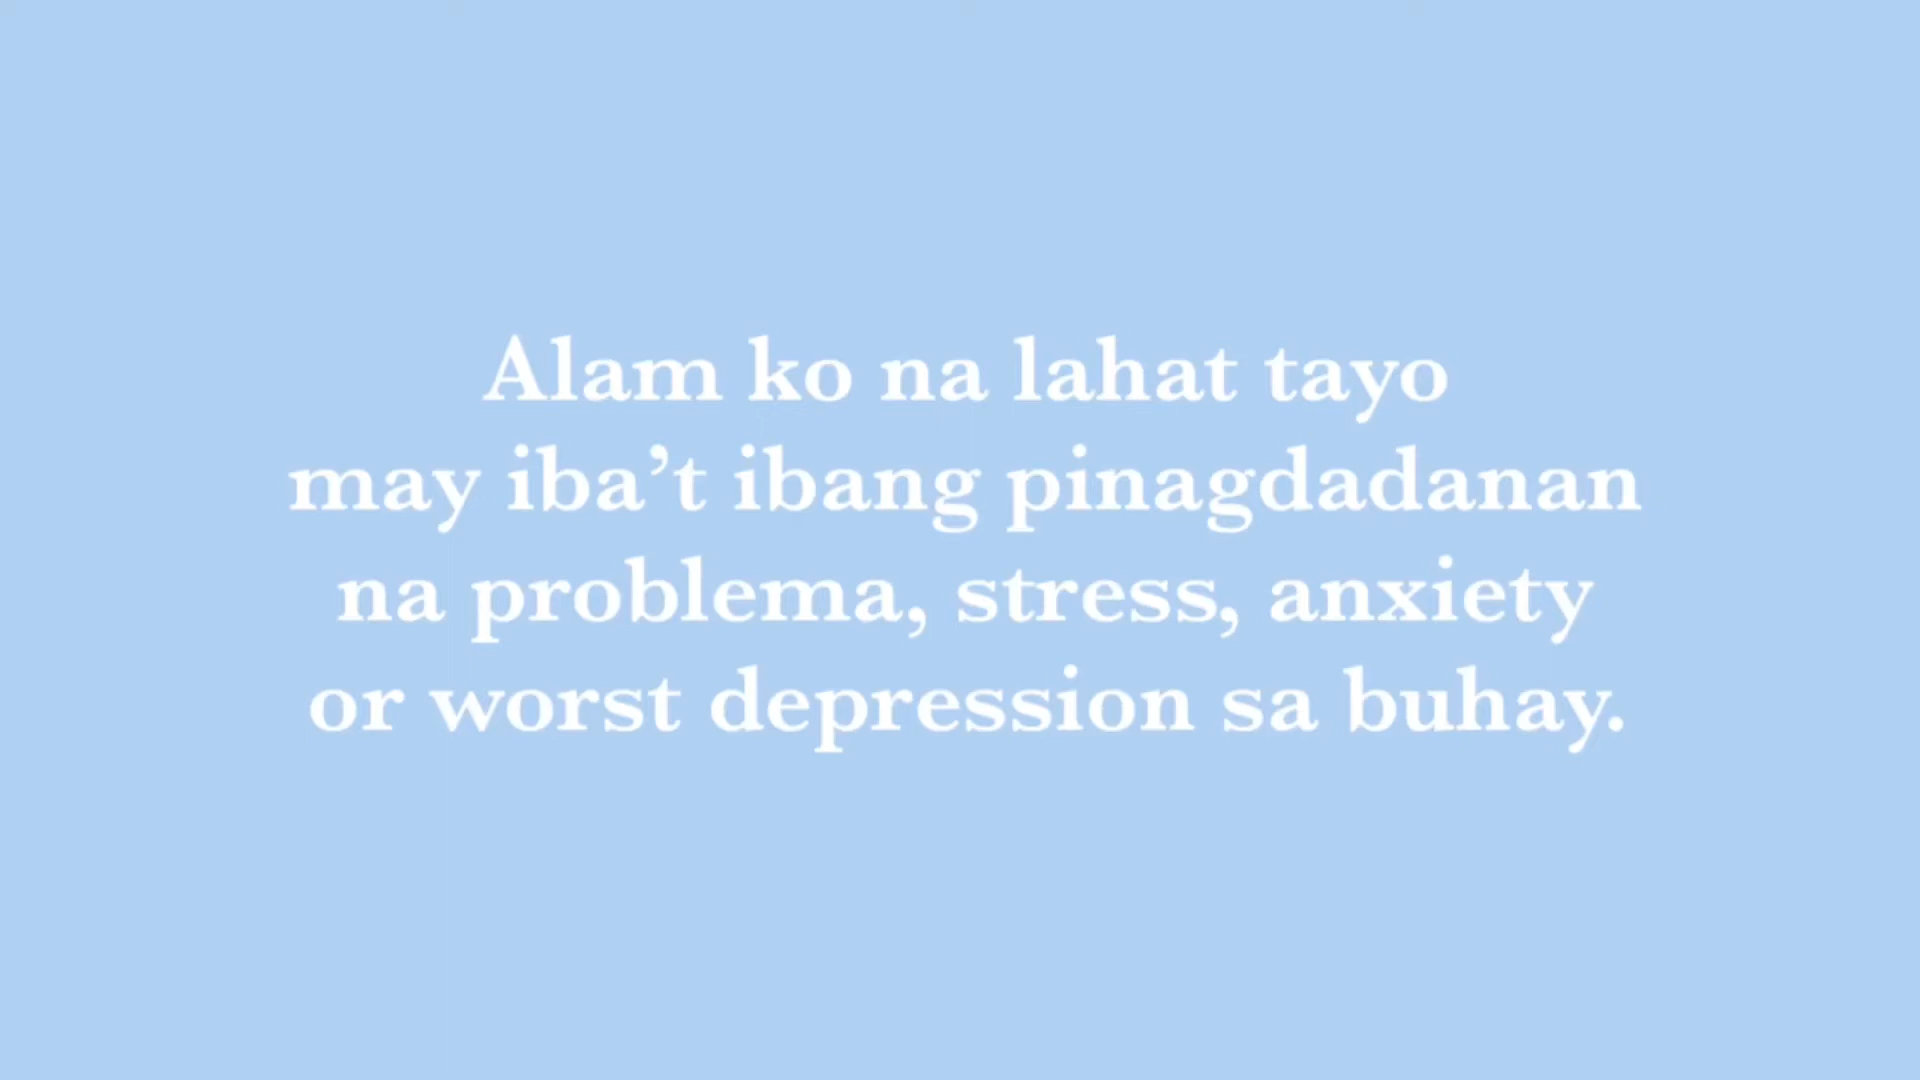 Alam ko na lahat tayo
may iba’t ibang pinagdadanan
na problema, stress, anxiety
or worst depression sa buhay.